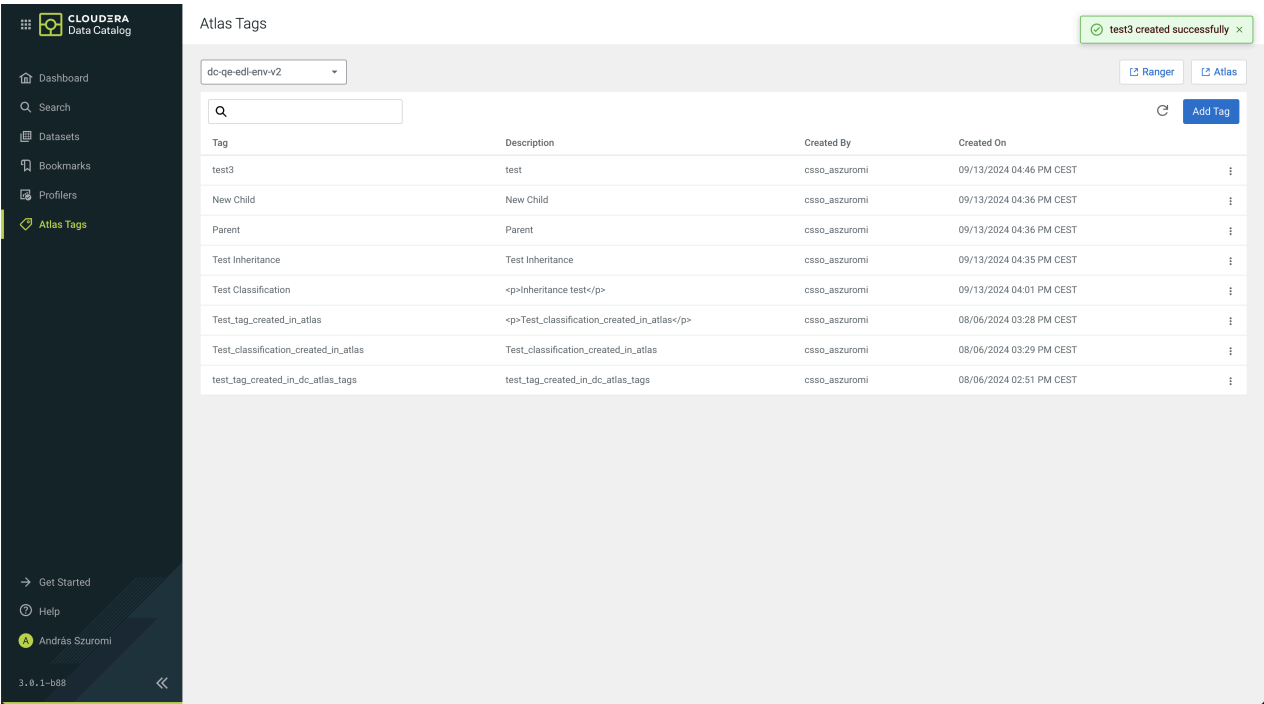 CLOUDERA
Data Catalog
Dashboard
Search
Datasets
Bookmarks
Profilers
Atlas Tags
Get Started
Help
A András Szuromi
3.0.1-b88
Atlas Tags
test3 created successfully
dc-qe-edl-env-v2
Ranger Atlas
Add Tag
Tag Description Created By Created On
test3 test csso_aszuromi 09/13/2024 04:46 PM CEST
New Child New Child csso_aszuromi 09/13/2024 04:36 PM CEST
Parent Parent csso_aszuromi 09/13/2024 04:36 PM CEST
Test Inheritance Test Inheritance csso_aszuromi 09/13/2024 04:35 PM CEST
Test Classification <p>Inheritance test</p> csso_aszuromi 09/13/2024 04:01 PM CEST
Test_tag_created_in_atlas <p>Test_classification_created_in_atlas</p> csso_aszuromi 08/06/2024 03:28 PM CEST
Test_classification_created_in_atlas Test_classification_created_in_atlas csso_aszuromi 08/06/2024 03:29 PM CEST
test_tag_created_in_dc_atlas_tags test_tag_created_in_dc_atlas_tags csso_aszuromi 08/06/2024 02:51 PM CEST